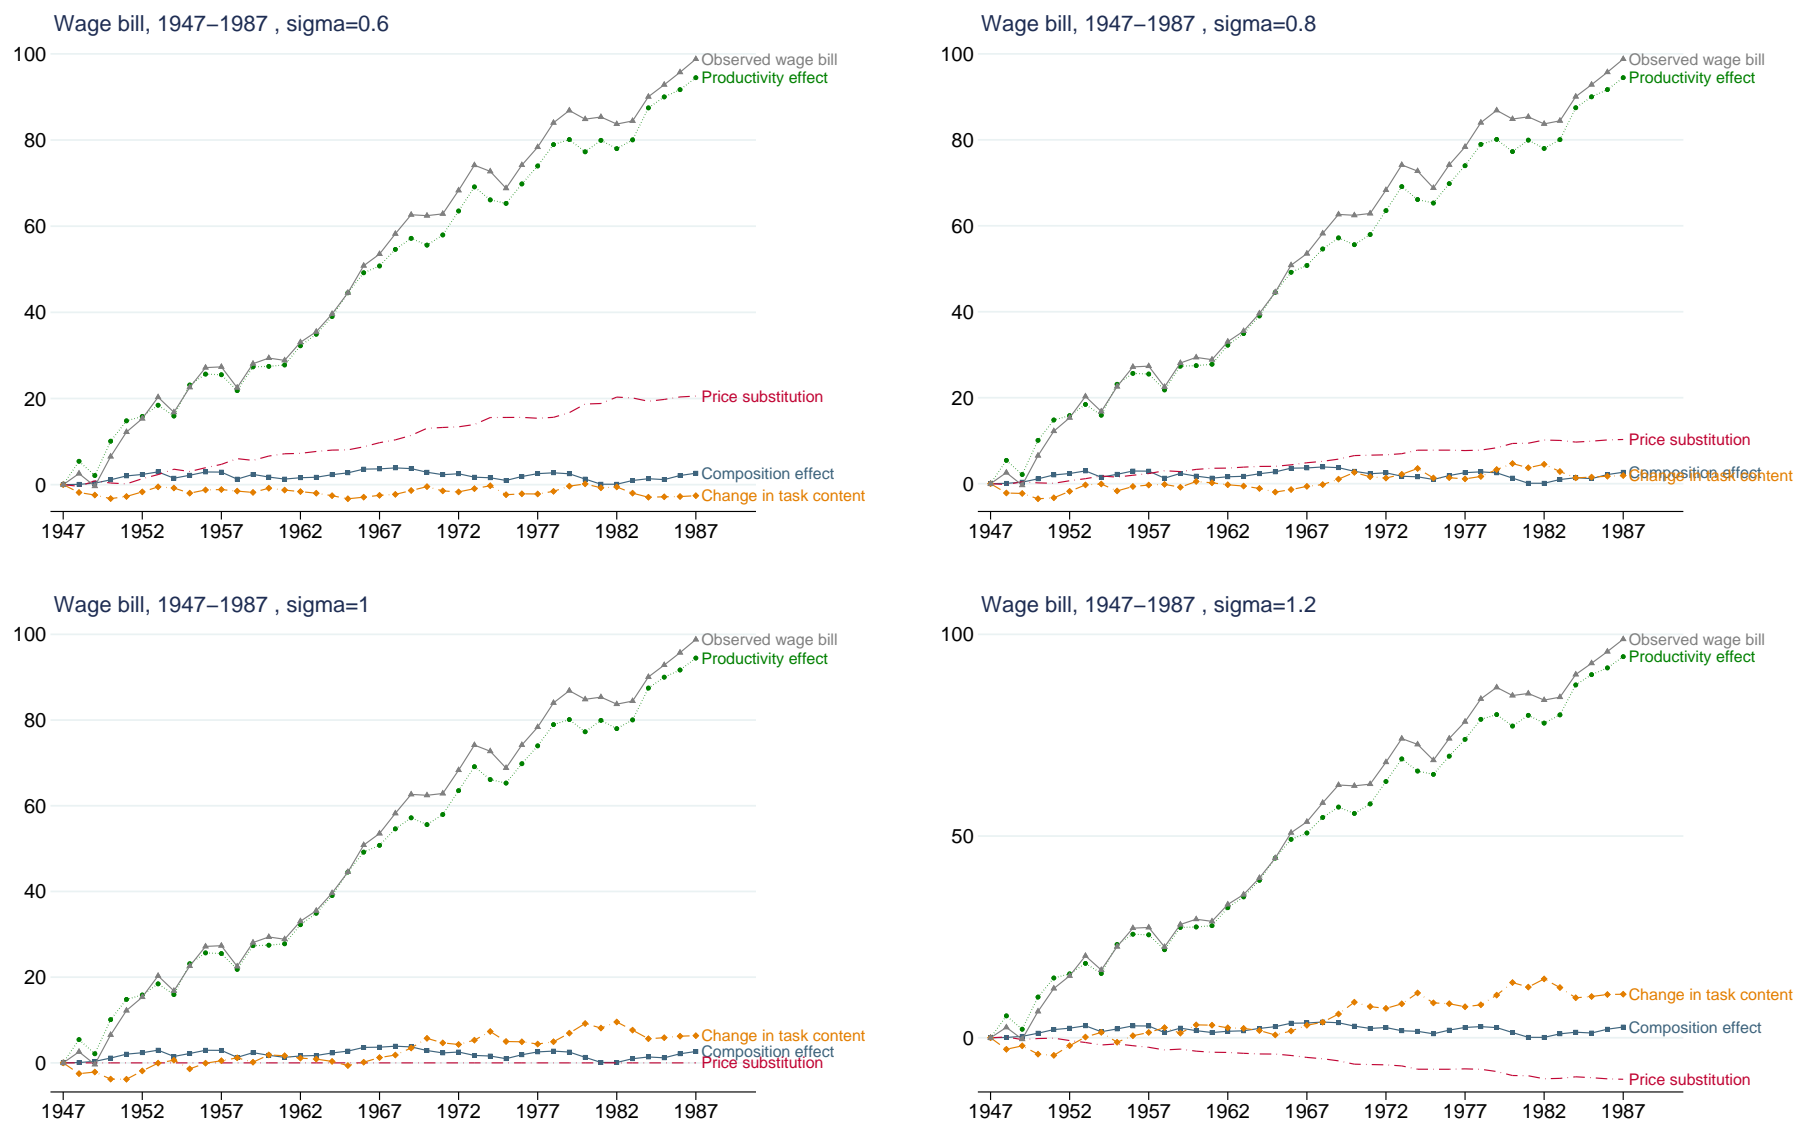 Wage bill, 1947−1987 , sigma=0.6
100
80
60
40
20
0
Observed wage bill
Productivity effect
Price substitution
Composition effect
Change in task content
1947 1952 1957 1962 1967 1972 1977 1982 1987
Wage bill, 1947−1987 , sigma=0.8
100
80
60
40
20
0
Observed wage bill
Productivity effect
Price substitution
Composition effect
Change in task content
1947 1952 1957 1962 1967 1972 1977 1982 1987
Wage bill, 1947−1987 , sigma=1
100
80
60
40
20
0
Observed wage bill
Productivity effect
Change in task content
Composition effect
Price substitution
1947 1952 1957 1962 1967 1972 1977 1982 1987
Wage bill, 1947−1987 , sigma=1.2
100
50
0
Observed wage bill
Productivity effect
Change in task content
Composition effect
Price substitution
1947 1952 1957 1962 1967 1972 1977 1982 1987